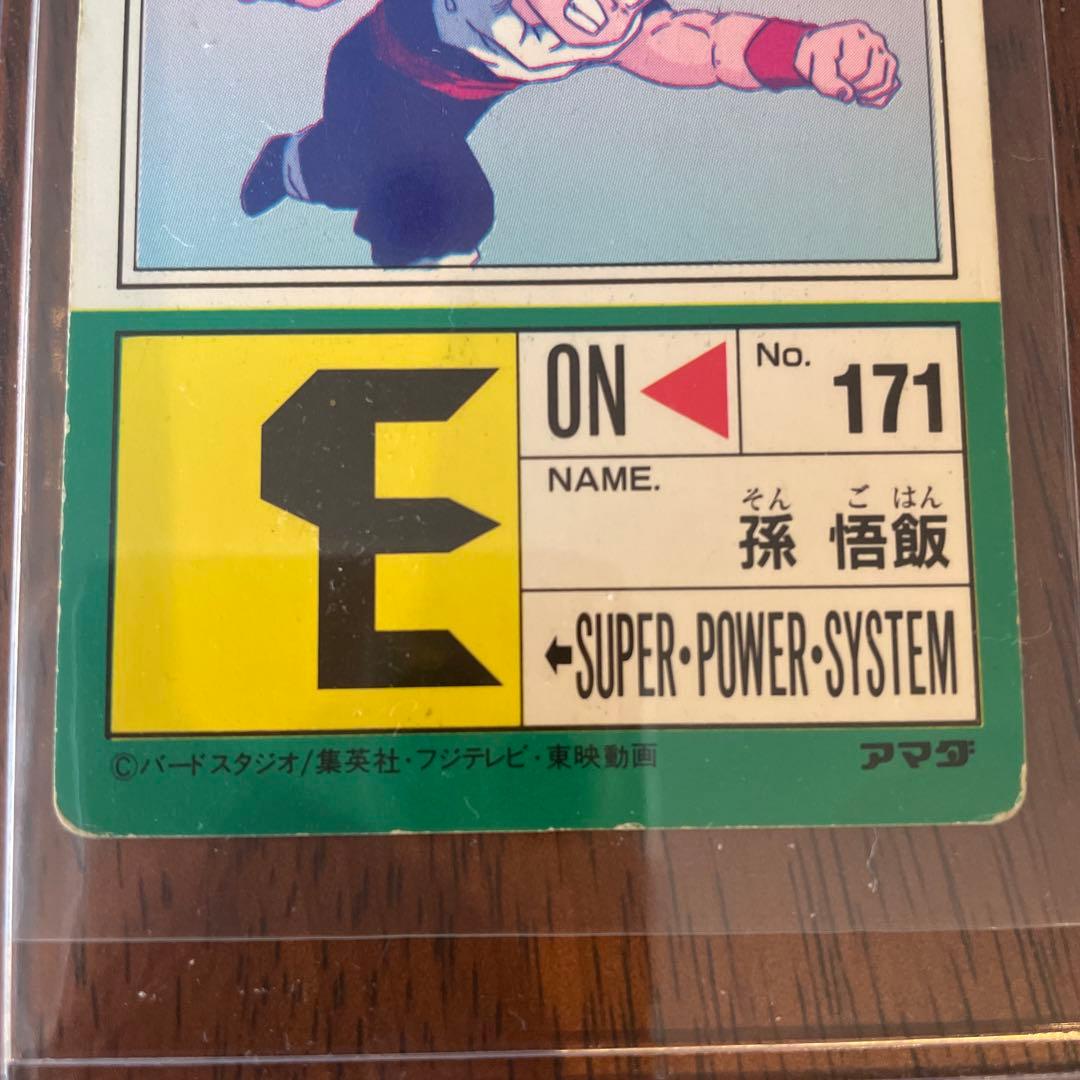 E
ON
No.
171
NAME.
そん ご はん
孫 悟飯
SUPER・POWER・SYSTEM
©バードスタジオ/集英社・フジテレビ・東映動画
アマダ